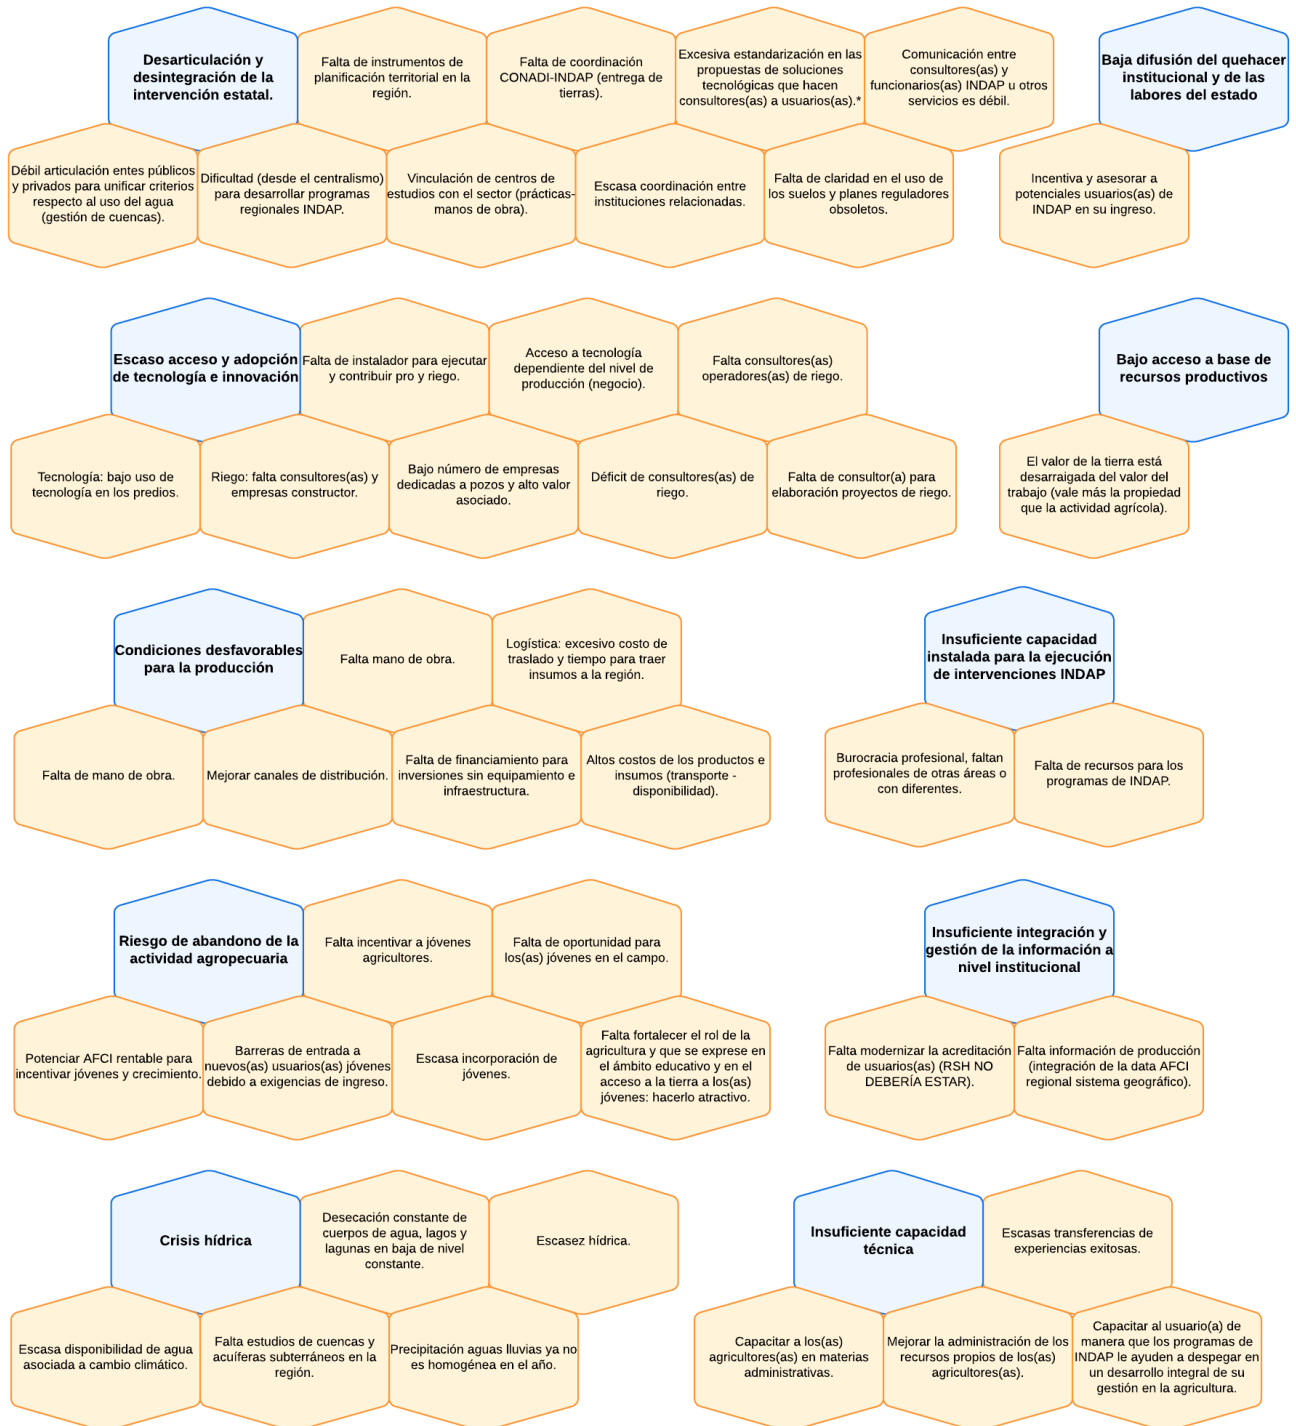 Desarticulación y
desintegración de la
intervención estatal.
Falta de instrumentos de
planificación territorial en la
región.
Falta de coordinación
CONADI-INDAP (entrega de
tierras).
Excesiva estandarización en las
propuestas de soluciones
tecnológicas que hacen
consultores(as) a usuarios(as).*
Comunicación entre
consultores(as) y
funcionarios(as) INDAP u otros
servicios es débil.
Débil articulación entes públicos
y privados para unificar criterios
respecto al uso del agua
(gestión de cuencas).
Dificultad (desde el centralismo)
para desarrollar programas
regionales INDAP.
Vinculación de centros de
estudios con el sector (prácticas-
manos de obra).
Escasa coordinación entre
instituciones relacionadas.
Falta de claridad en el uso de
los suelos y planes reguladores
obsoletos.
Baja difusión del quehacer
institucional y de las
labores del estado
Incentiva y asesorar a
potenciales usuarios(as) de
INDAP en su ingreso.
Escaso acceso y adopción
de tecnología e innovación
Falta de instalador para ejecutar
y contribuir pro y riego.
Acceso a tecnología
dependiente del nivel de
producción (negocio).
Falta consultores(as)
operadores(as) de riego.
Tecnología: bajo uso de
tecnología en los predios.
Riego: falta consultores(as) y
empresas constructor.
Bajo número de empresas
dedicadas a pozos y alto valor
asociado.
Déficit de consultores(as) de
riego.
Falta de consultor(a) para
elaboración proyectos de riego.
Bajo acceso a base de
recursos productivos
El valor de la tierra está
desarraigada del valor del
trabajo (vale más la propiedad
que la actividad agrícola).
Condiciones desfavorables
para la producción
Falta mano de obra.
Logística: excesivo costo de
traslado y tiempo para traer
insumos a la región.
Falta de mano de obra.
Mejorar canales de distribución.
Falta de financiamiento para
inversiones sin equipamiento e
infraestructura.
Altos costos de los productos e
insumos (transporte -
disponibilidad).
Insuficiente capacidad
instalada para la ejecución
de intervenciones INDAP
Burocracia profesional, faltan
profesionales de otras áreas o
con diferentes.
Falta de recursos para los
programas de INDAP.
Riesgo de abandono de la
actividad agropecuaria
Falta incentivar a jóvenes
agricultores.
Falta de oportunidad para
los(as) jóvenes en el campo.
Potenciar AFCI rentable para
incentivar jóvenes y crecimiento.
Barreras de entrada a
nuevos(as) usuarios(as) jóvenes
debido a exigencias de ingreso.
Escasa incorporación de
jóvenes.
Falta fortalecer el rol de la
agricultura y que se exprese en
el ámbito educativo y en el
acceso a la tierra a los(as)
jóvenes: hacerlo atractivo.
Insuficiente integración y
gestión de la información a
nivel institucional
Falta modernizar la acreditación
de usuarios(as) (RSH NO
DEBERÍA ESTAR).
Falta información de producción
(integración de la data AFCI
regional sistema geográfico).
Crisis hídrica
Desecación constante de
cuerpos de agua, lagos y
lagunas en baja de nivel
constante.
Escasez hídrica.
Escasa disponibilidad de agua
asociada a cambio climático.
Falta estudios de cuencas y
acuíferas subterráneos en la
región.
Precipitación aguas lluvias ya no
es homogénea en el año.
Insuficiente capacidad
técnica
Escasas transferencias de
experiencias exitosas.
Capacitar a los(as)
agricultores(as) en materias
administrativas.
Mejorar la administración de los
recursos propios de los(as)
agricultores(as).
Capacitar al usuario(a) de
manera que los programas de
INDAP le ayuden a despegar en
un desarrollo integral de su
gestión en la agricultura.